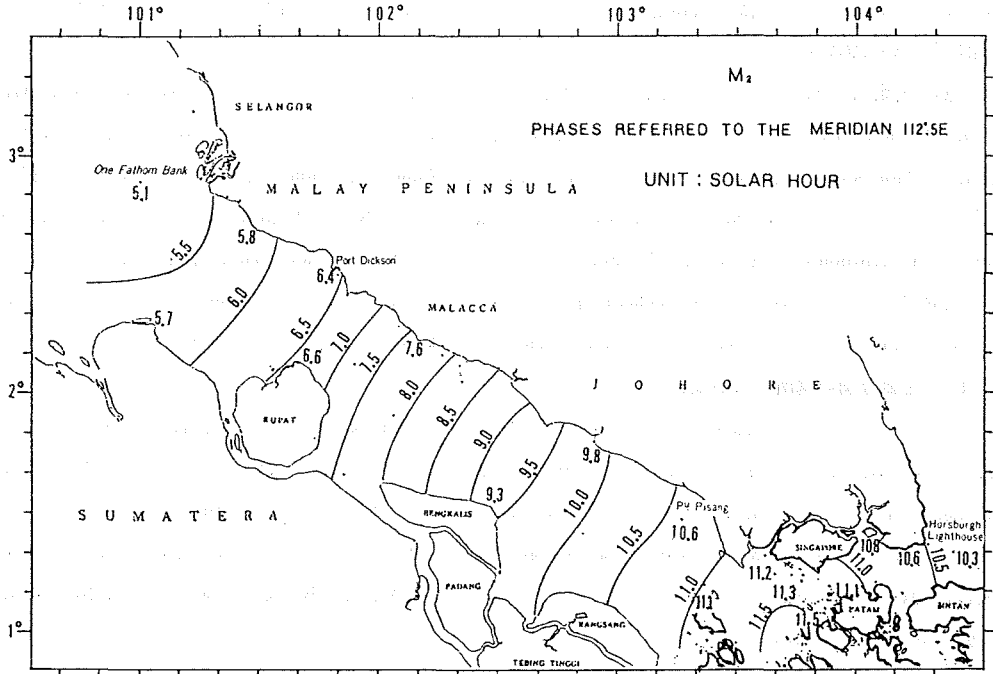 101° 102° 103° 104°
M₂
SELANGOR
PHASES REFERRED TO THE MERIDIAN 112°.5E
3°
One Fathom Bank
5.1
MALAY PENINSULA
UNIT : SOLAR HOUR
5.8
5.5
Port Dickson
6.4
6.0
MALACCA
5.7
6.5
7.0
7.6
6.6
7.5
2°
8.0
JOHORE
8.5
RUPAT
9.0
9.5
9.8
9.3
10.0
SUMATERA
BENGKALIS
10.5
Pu Pisang
10.6
Horsburgh
Lighthouse
SINGAPORE
10.8
10.6
10.5
10.3
11.0
11.2
PADANG
11.0
11.3
11.1
11.1
BATAM
BINTAN
11.5
11.5
RANGSANG
1°
TEBING TINGGI